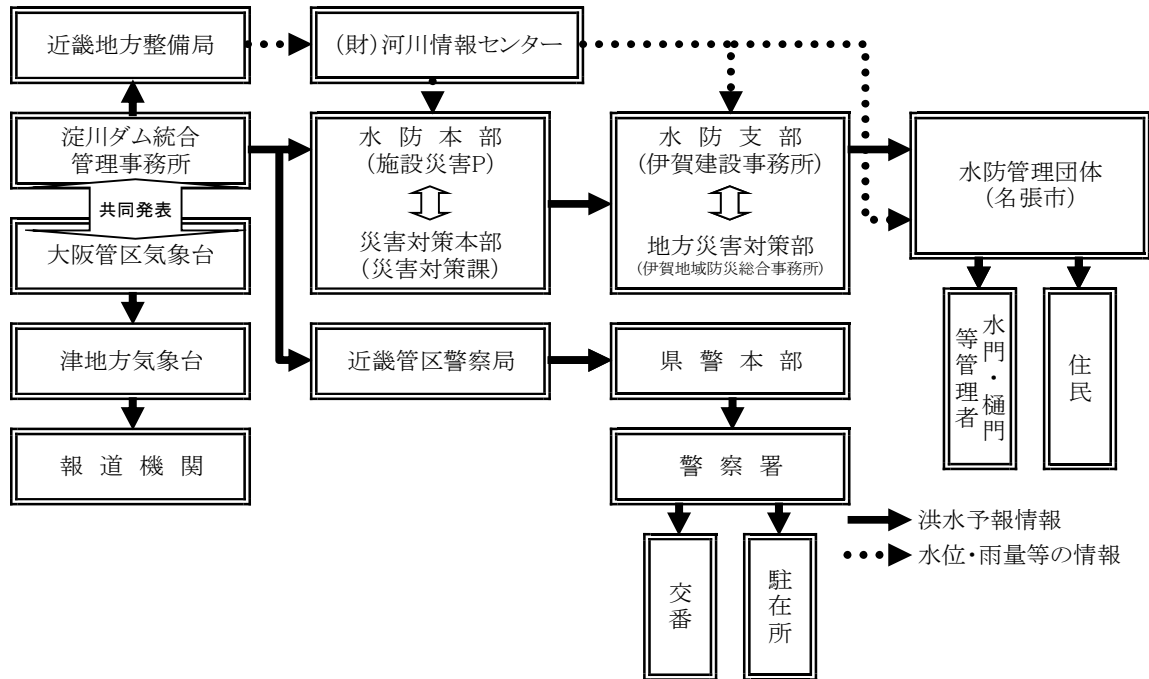 近畿地方整備局
(財)河川情報センター
淀川ダム統合
管理事務所
共同発表
大阪管区気象台
水防本部
(施設災害P)
災害対策本部
(災害対策課)
水防支部
(伊賀建設事務所)
地方災害対策部
(伊賀地域防災総合事務所)
水防管理団体
(名張市)
津地方気象台
近畿管区警察局
県警本部
水門・樋門
等管理者
住民
報道機関
警察署
交番
駐在所
洪水予報情報
水位・雨量等の情報